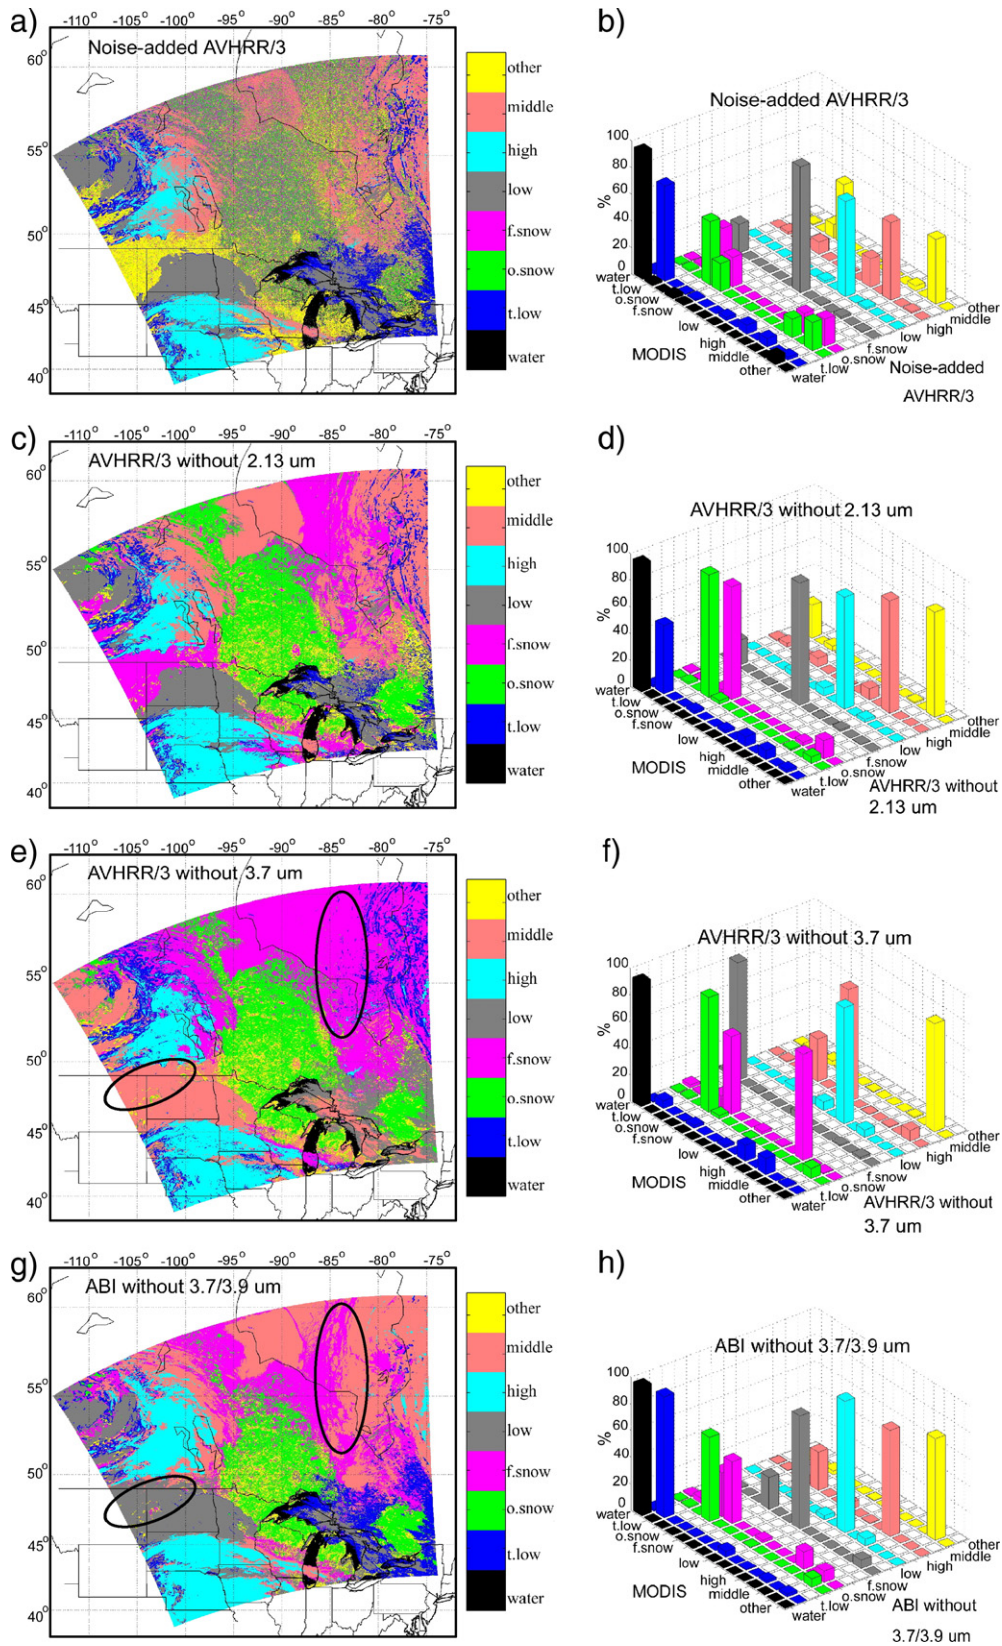 a)
-110° -105° -100° -95° -90° -85° -80° -75°
Noise-added AVHRR/3
60°
55°
50°
45°
40°
other
middle
high
low
f.snow
o.snow
t.low
water
b)
Noise-added AVHRR/3
100
80
60
40
20
0
%
water
t.low
o.snow
f.snow
low
high
middle
other
MODIS
water
t.low
o.snow
f.snow
low
high
middle
other
Noise-added
AVHRR/3
c)
-110° -105° -100° -95° -90° -85° -80° -75°
AVHRR/3 without 2.13 um
60°
55°
50°
45°
40°
other
middle
high
low
f.snow
o.snow
t.low
water
d)
AVHRR/3 without 2.13 um
100
80
60
40
20
0
%
water
t.low
o.snow
f.snow
low
high
middle
other
MODIS
water
t.low
o.snow
f.snow
low
high
middle
other
AVHRR/3 without
2.13 um
e)
-110° -105° -100° -95° -90° -85° -80° -75°
AVHRR/3 without 3.7 um
60°
55°
50°
45°
40°
other
middle
high
low
f.snow
o.snow
t.low
water
f)
AVHRR/3 without 3.7 um
100
80
60
40
20
0
%
water
t.low
o.snow
f.snow
low
high
middle
other
MODIS
water
t.low
o.snow
f.snow
low
high
middle
other
AVHRR/3 without
3.7 um
g)
-110° -105° -100° -95° -90° -85° -80° -75°
ABI without 3.7/3.9 um
60°
55°
50°
45°
40°
other
middle
high
low
f.snow
o.snow
t.low
water
h)
ABI without 3.7/3.9 um
100
80
60
40
20
0
%
water
t.low
o.snow
f.snow
low
high
middle
other
MODIS
water
t.low
o.snow
f.snow
low
high
middle
other
ABI without
3.7/3.9 um